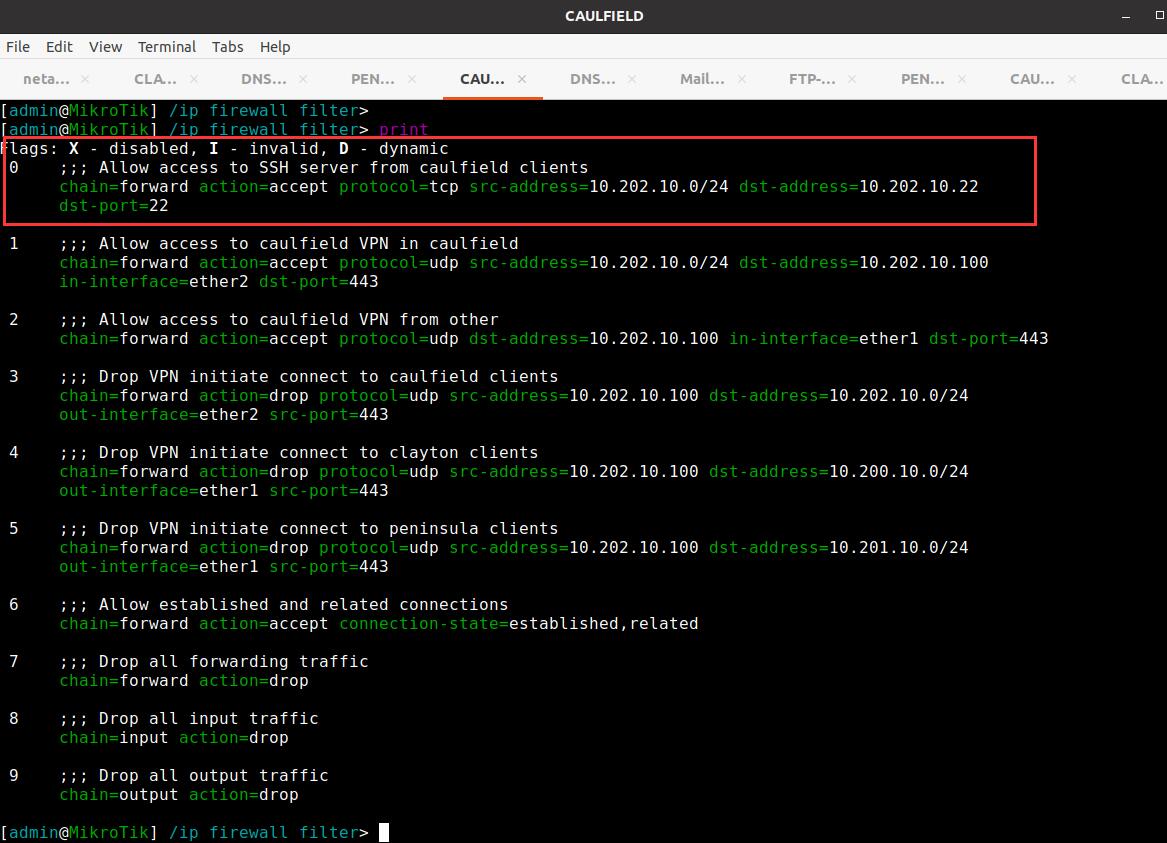 CAULFIELD
File Edit View Terminal Tabs Help
neta... × CLA... × DNS... × PEN... × CAU... × DNS... × Mail... × FTP-... × PEN... × CAU... × CLA...
[admin@MikroTik] /ip firewall filter>
[admin@MikroTik] /ip firewall filter> print
Flags: X - disabled, I - invalid, D - dynamic
0 ;;; Allow access to SSH server from caulfield clients
chain=forward action=accept protocol=tcp src-address=10.202.10.0/24 dst-address=10.202.10.22
dst-port=22
1 ;;; Allow access to caulfield VPN in caulfield
chain=forward action=accept protocol=udp src-address=10.202.10.0/24 dst-address=10.202.10.100
in-interface=ether2 dst-port=443
2 ;;; Allow access to caulfield VPN from other
chain=forward action=accept protocol=udp dst-address=10.202.10.100 in-interface=ether1 dst-port=443
3 ;;; Drop VPN initiate connect to caulfield clients
chain=forward action=drop protocol=udp src-address=10.202.10.100 dst-address=10.202.10.0/24
out-interface=ether2 src-port=443
4 ;;; Drop VPN initiate connect to clayton clients
chain=forward action=drop protocol=udp src-address=10.202.10.100 dst-address=10.200.10.0/24
out-interface=ether1 src-port=443
5 ;;; Drop VPN initiate connect to peninsula clients
chain=forward action=drop protocol=udp src-address=10.202.10.100 dst-address=10.201.10.0/24
out-interface=ether1 src-port=443
6 ;;; Allow established and related connections
chain=forward action=accept connection-state=established,related
7 ;;; Drop all forwarding traffic
chain=forward action=drop
8 ;;; Drop all input traffic
chain=input action=drop
9 ;;; Drop all output traffic
chain=output action=drop
[admin@MikroTik] /ip firewall filter>